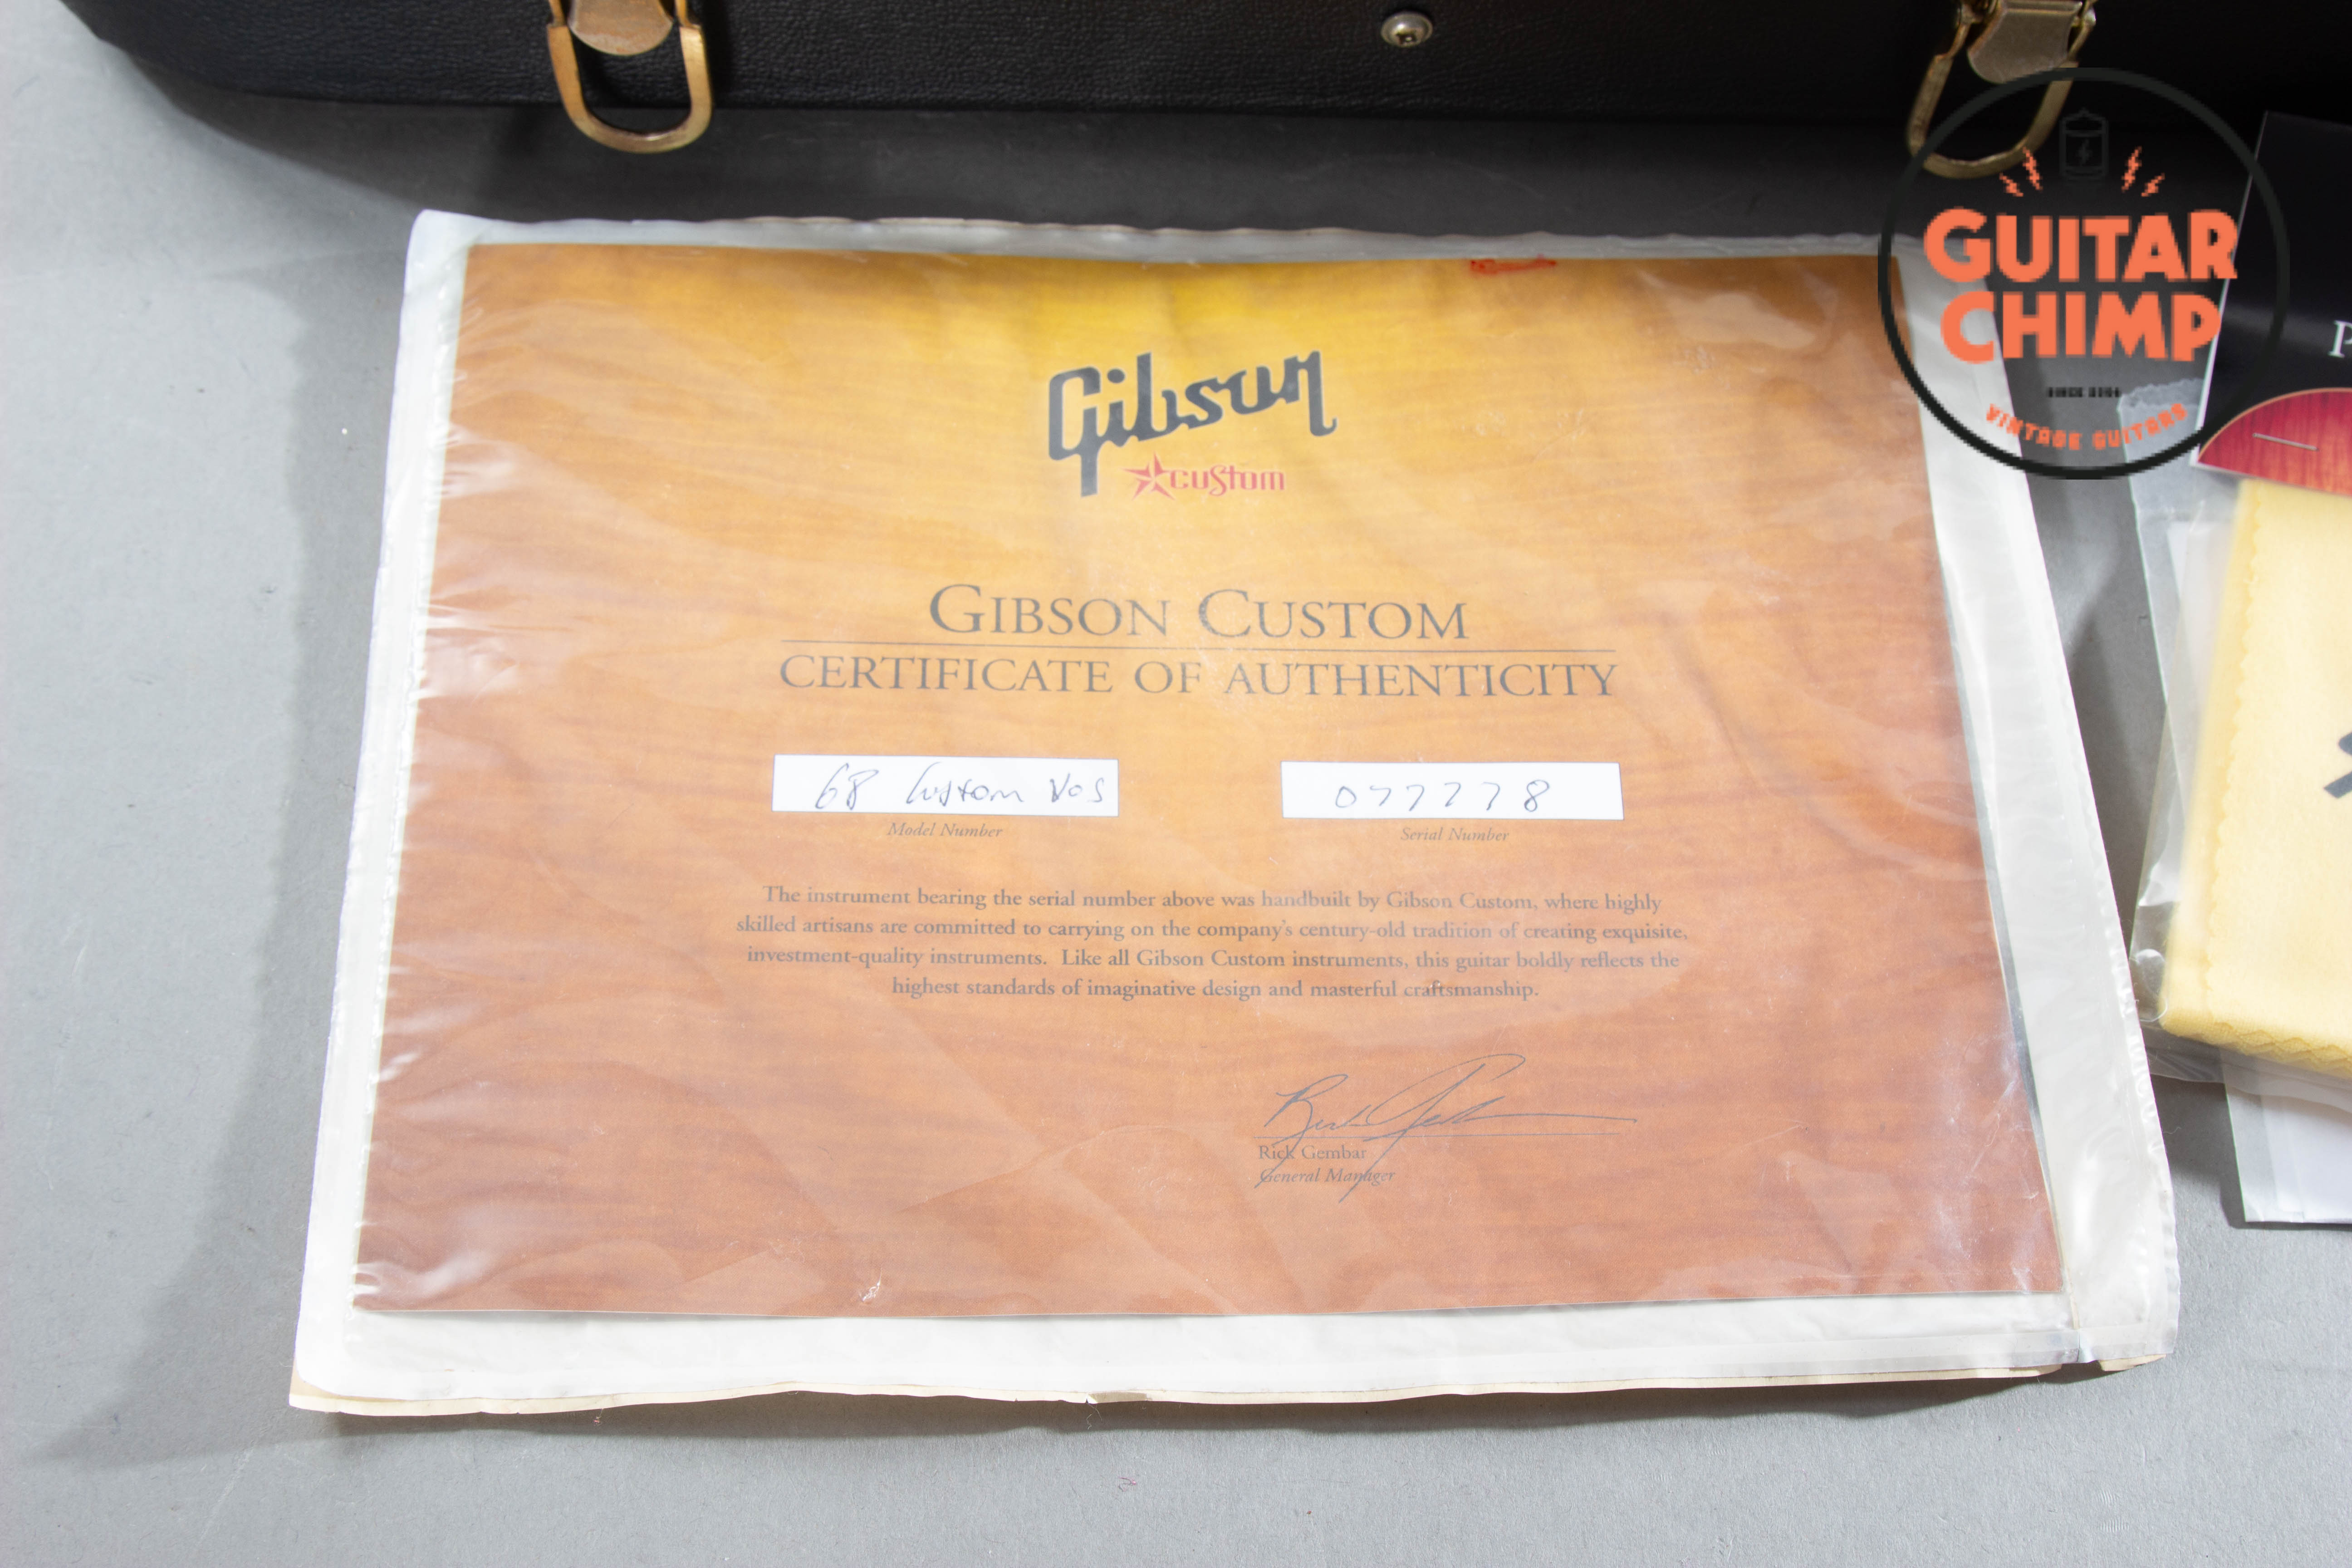 Gibson
custom
GIBSON CUSTOM
CERTIFICATE OF AUTHENTICITY
68 Custom VOS
077778
Model Number
Serial Number
The instrument bearing the serial number above was handbuilt by Gibson Custom, where highly
skilled artisans are committed to carrying on the company's century-old tradition of creating exquisite,
investment-quality instruments. Like all Gibson Custom instruments, this guitar boldly reflects the
highest standards of imaginative design and masterful craftsmanship.
Rick Gembar
General Manager
GUITAR
CHIMP
VINTAGE GUITARS
P